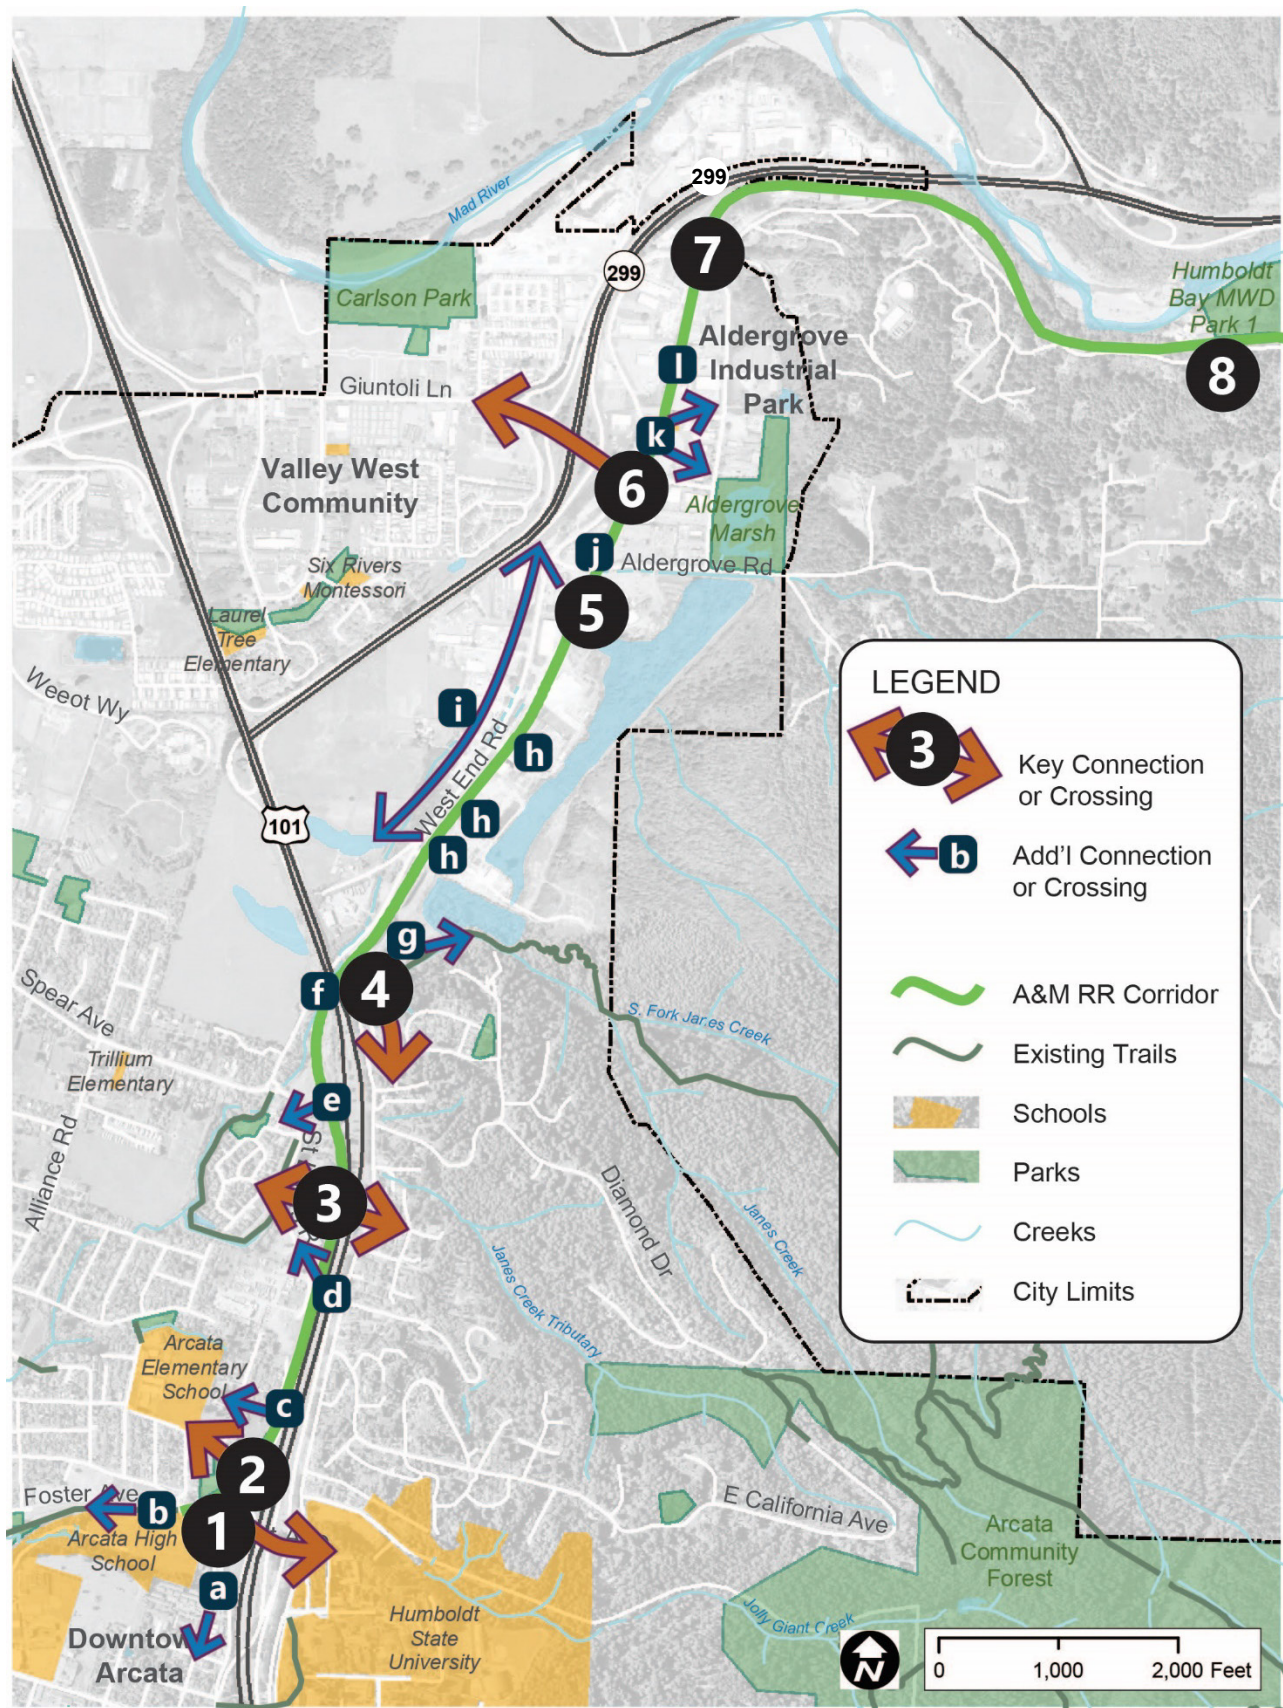 299
Mad River
299
7
Humboldt
Bay MWD
Park 1
Carlson Park
Aldergrove
Industrial
Park
l
8
Giuntoli Ln
k
Valley West
Community
6
Aldergrove
Marsh
j
Aldergrove Rd
Six Rivers
Montessori
5
Laurel
Tree
Elementary
Weeot Wy
i
West End Rd
h
h
h
101
LEGEND
3
Key Connection
or Crossing
b
Add'l Connection
or Crossing
A&M RR Corridor
Existing Trails
Schools
Parks
Creeks
City Limits
g
4
f
Spear Ave
S. Fork Janes Creek
Trillium
Elementary
e
Alliance Rd
St
3
Diamond Dr
Janes Creek
Janes Creek Tributary
d
Arcata
Elementary
School
c
2
Foster Ave
b
1
Arcata High
School
E California Ave
Arcata
Community
Forest
a
Humboldt
State
University
Jolly Giant Creek
Downtown
Arcata
N
0 1,000 2,000 Feet